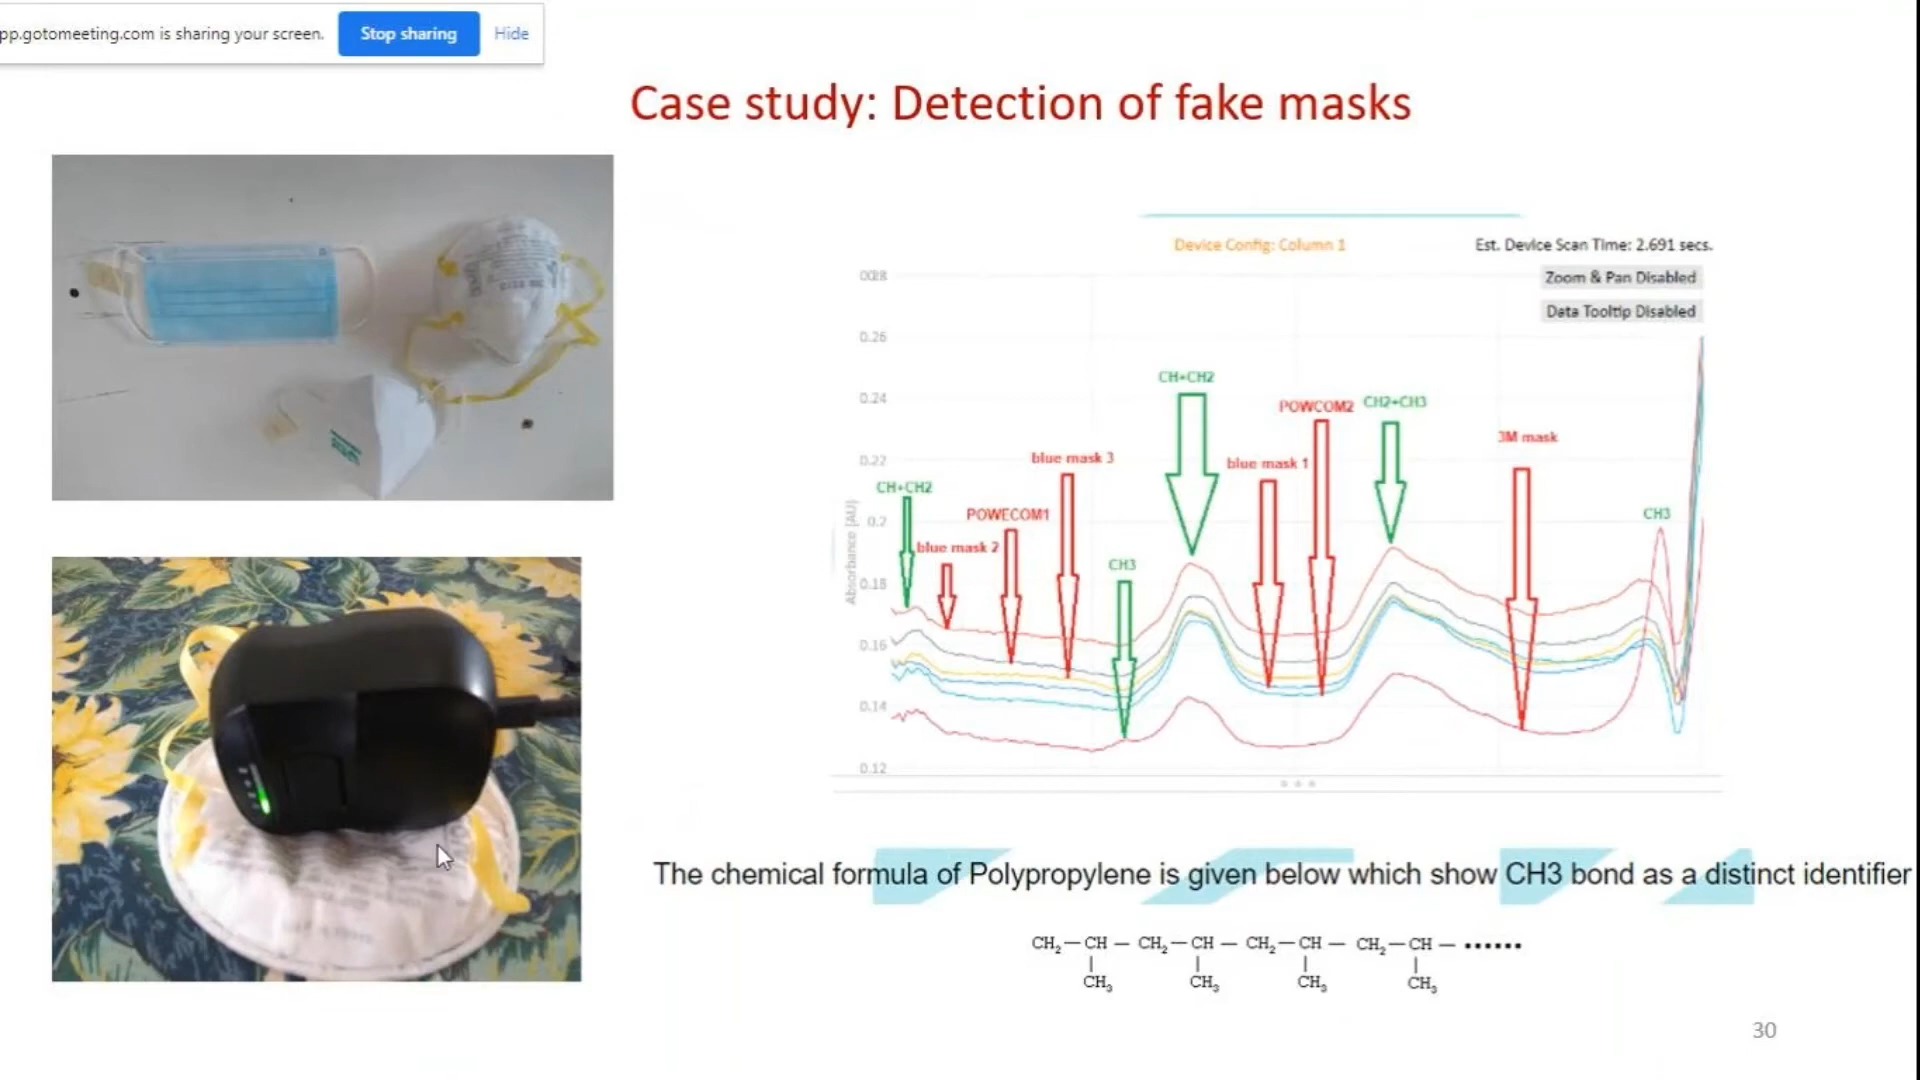 pp.gotomeeting.com is sharing your screen. Stop sharing Hide
Case study: Detection of fake masks
Device Config: Column 1
Est. Device Scan Time: 2.691 secs.
Zoom & Pan Disabled
Data Tooltip Disabled
0.26
0.24
0.22
0.2
0.18
0.16
0.14
0.12
Absorbance (AU)
CH+CH2
blue mask 2
POWECOM1
blue mask 3
CH3
CH+CH2
blue mask 1
POWCOM2
CH2+CH3
3M mask
CH3
The chemical formula of Polypropylene is given below which show CH3 bond as a distinct identifier
CH₂—CH — CH₂—CH — CH₂—CH — CH₂—CH — ••••••
CH₃ CH₃ CH₃ CH₃
30